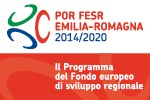 POR FESR
EMILIA-ROMAGNA
2014/2020
Il Programma
del Fondo europeo
di sviluppo regionale